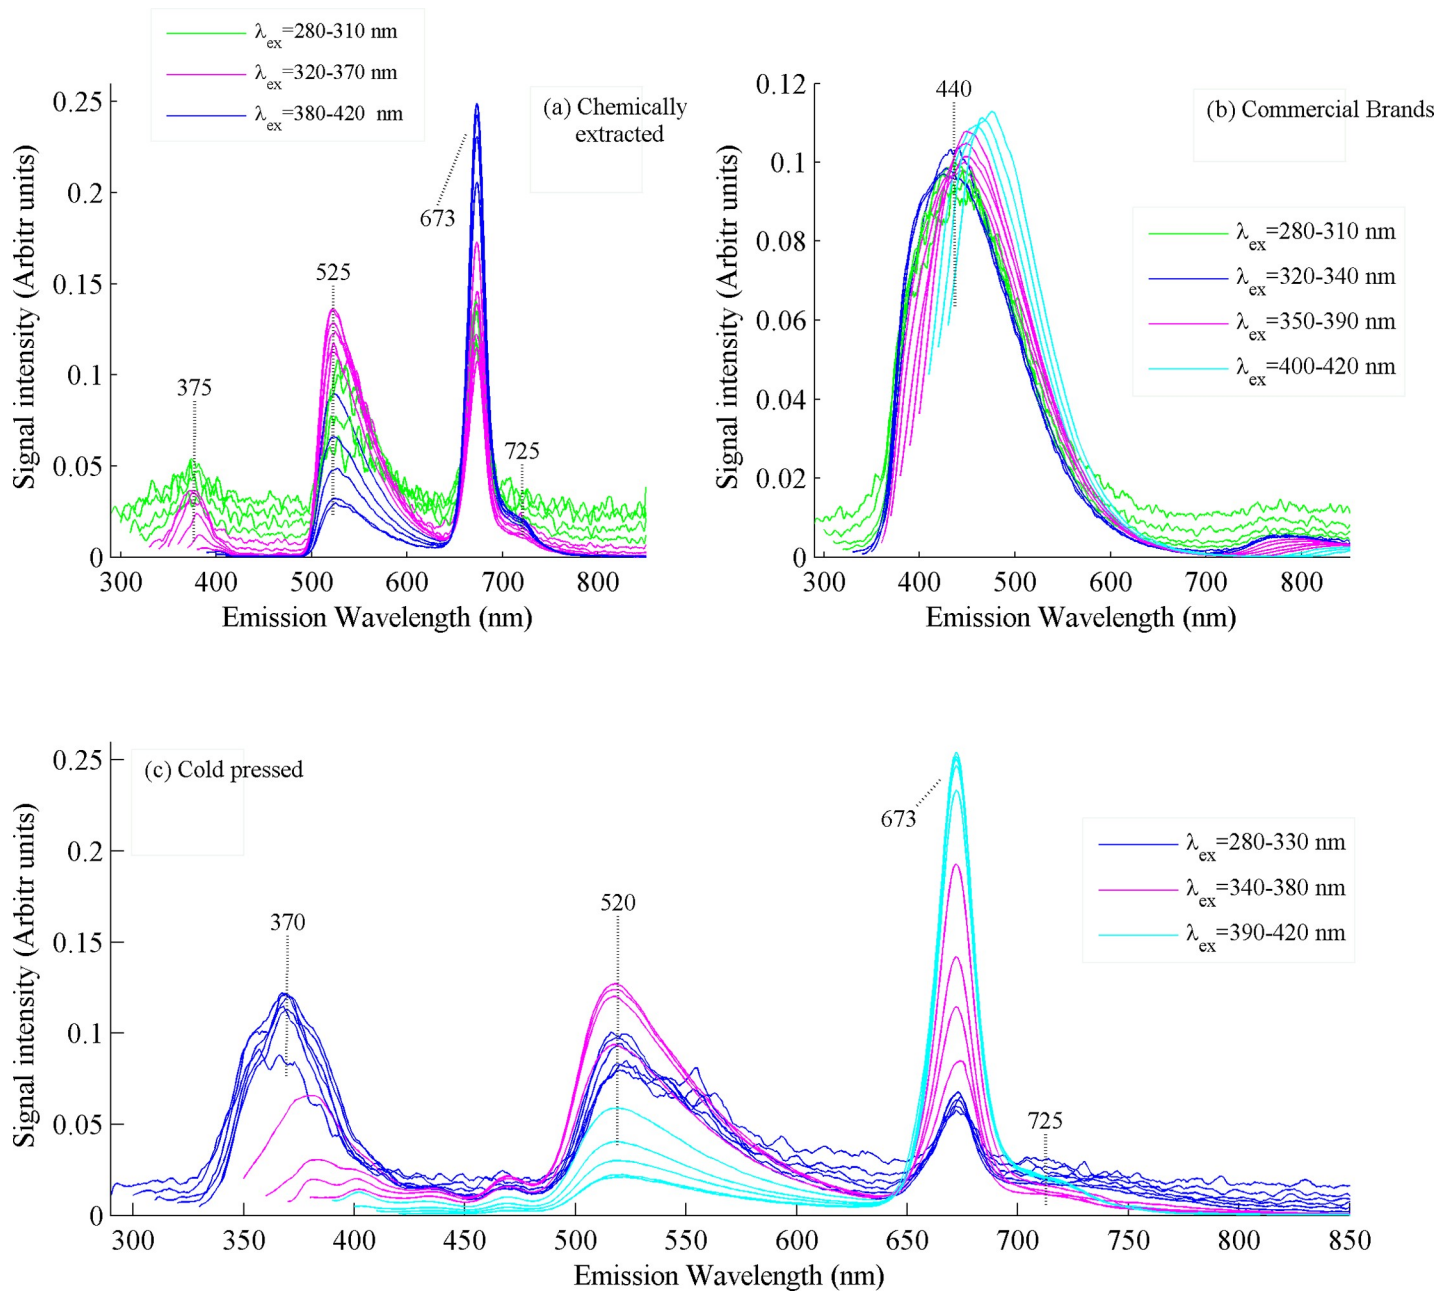 λex=280-310 nm
λex=320-370 nm
λex=380-420 nm
(a) Chemically
extracted
673
525
375
725
0.25
0.2
0.15
0.1
0.05
0
300 400 500 600 700 800
Emission Wavelength (nm)
Signal intensity (Arbitr units)
(b) Commercial Brands
440
λex=280-310 nm
λex=320-340 nm
λex=350-390 nm
λex=400-420 nm
0.12
0.1
0.08
0.06
0.04
0.02
0
300 400 500 600 700 800
Emission Wavelength (nm)
Signal intensity (Arbitr units)
(c) Cold pressed
673
370
520
725
λex=280-330 nm
λex=340-380 nm
λex=390-420 nm
0.25
0.2
0.15
0.1
0.05
0
300 350 400 450 500 550 600 650 700 750 800 850
Emission Wavelength (nm)
Signal intensity (Arbitr units)